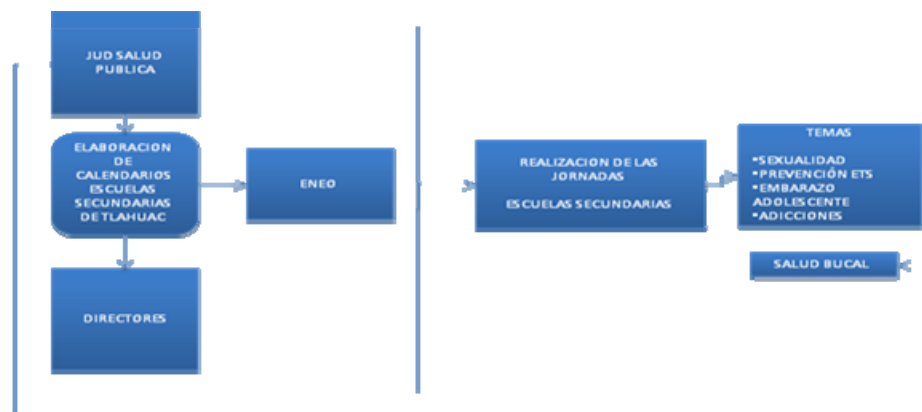 JUD SALUD
PUBLICA
ELABORACION
DE
CALENDARIOS
ESCUELAS
SECUNDARIAS
DE TLAHUAC
ENEO
DIRECTORES
REALIZACION DE LAS
JORNADAS
ESCUELAS SECUNDARIAS
TEMAS
•SEXUALIDAD
•PREVENCIÓN ETS
•EMBARAZO
ADOLESCENTE
•ADICCIONES
SALUD BUCAL